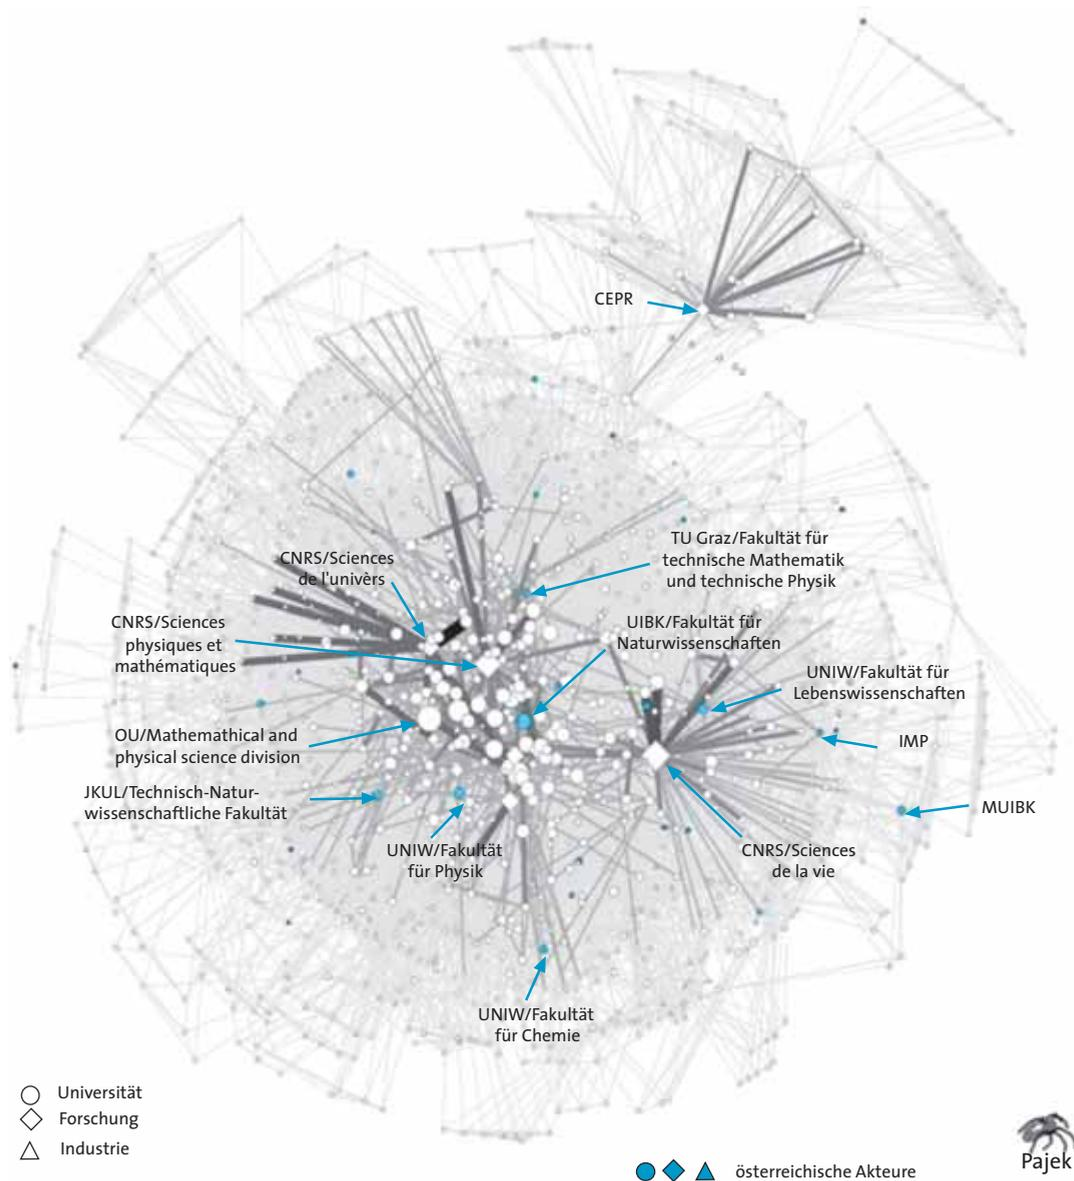 CEPR
TU Graz/Fakultät für
technische Mathematik
und technische Physik
CNRS/Sciences
de l'univèrs
CNRS/Sciences
physiques et
mathématiques
UIBK/Fakultät für
Naturwissenschaften
UNIW/Fakultät für
Lebenswissenschaften
OU/Mathemathical and
physical science division
IMP
JKUL/Technisch-Natur-
wissenschaftliche Fakultät
MUIBK
UNIW/Fakultät
für Physik
CNRS/Sciences
de la vie
UNIW/Fakultät
für Chemie
Universität
Forschung
Industrie
österreichische Akteure
Pajek